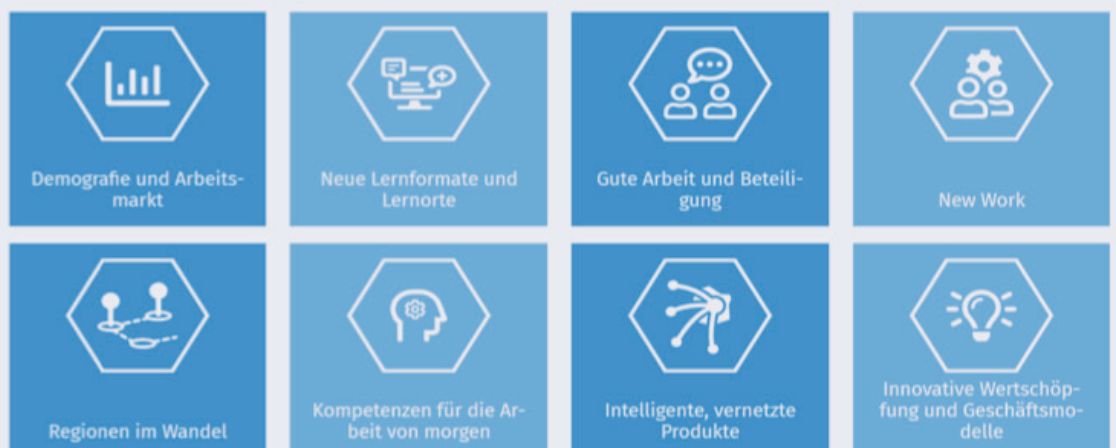 Demografie und Arbeits-
markt
Neue Lernformate und
Lernorte
Gute Arbeit und Beteili-
gung
New Work
Regionen im Wandel
Kompetenzen für die Ar-
beit von morgen
Intelligente, vernetzte
Produkte
Innovative Wertschöp-
fung und Geschäftsmo-
delle